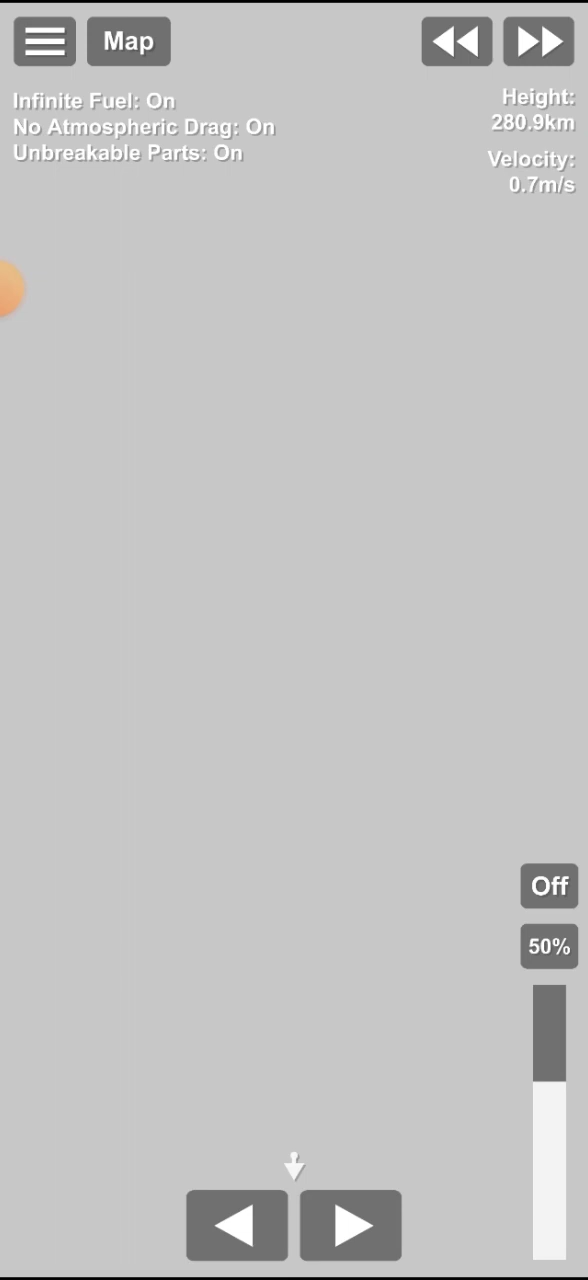 Map
Infinite Fuel: On
No Atmospheric Drag: On
Unbreakable Parts: On
Height:
280.9km
Velocity:
0.7m/s
Off
50%